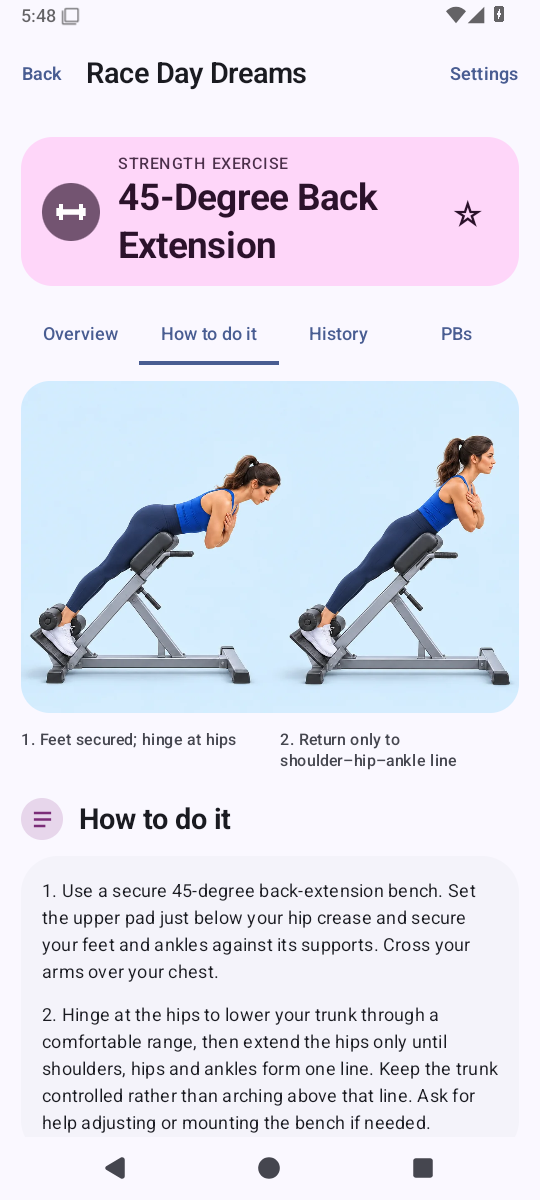 5:48
Back
Race Day Dreams
Settings
STRENGTH EXERCISE
45-Degree Back
Extension
Overview
How to do it
History
PBs
1. Feet secured; hinge at hips
2. Return only to
shoulder–hip–ankle line
How to do it
1. Use a secure 45-degree back-extension bench. Set
the upper pad just below your hip crease and secure
your feet and ankles against its supports. Cross your
arms over your chest.
2. Hinge at the hips to lower your trunk through a
comfortable range, then extend the hips only until
shoulders, hips and ankles form one line. Keep the trunk
controlled rather than arching above that line. Ask for
help adjusting or mounting the bench if needed.